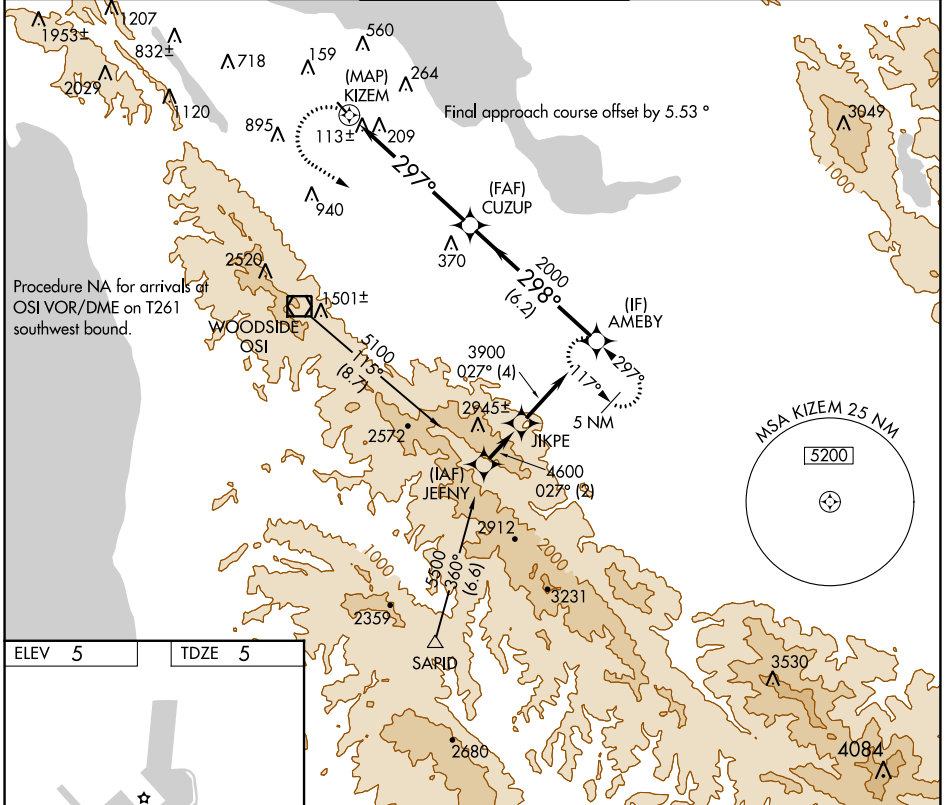 1207
560
1953±
832±
718
159
(MAP)
KIZEM
264
2029
1120
Final approach course offset by 5.53 °
3049
895
113±
209
1000
297°
(FAF)
CUZUP
940
370
2520
2000
298°
(6.2)
Procedure NA for arrivals at
OSI VOR/DME on T261
southwest bound.
1501±
(IF)
AMEBY
WOODSIDE
OSI
5100
115°
(8.7)
3900
027° (4)
297°
117°
5 NM
2945±
JIKPE
2572
MSA KIZEM 25 NM
5200
(IAF)
JEFNY
4600
027° (2)
2912
2000
1000
5500
360°
(6.6)
3231
2359
SAPID
ELEV 5
TDZE 5
3530
2680
4084